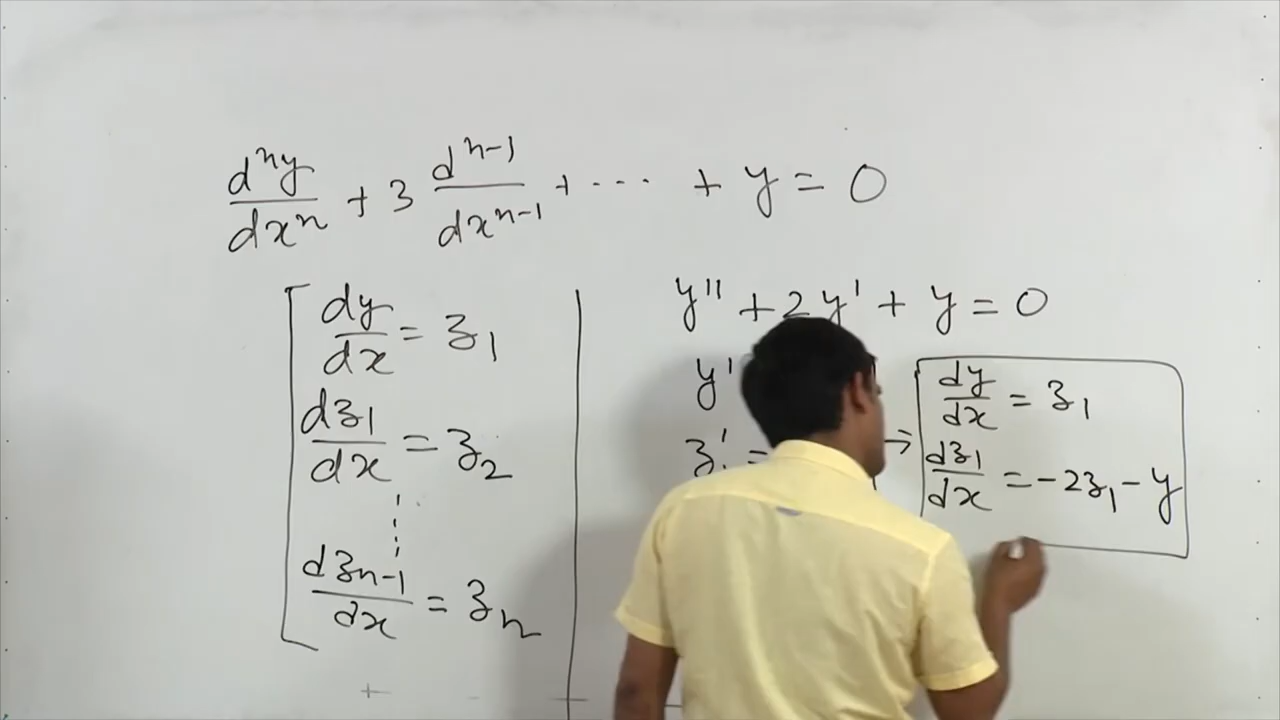 dⁿy/dxⁿ + 3 dⁿ⁻¹/dxⁿ⁻¹ + ... + y = 0
dy/dx = z₁
dz₁/dx = z₂
⋮
dzₙ₋₁/dx = zₙ
y'' + 2y' + y = 0
y'
z₁' =
⇒
dy/dx = z₁
dz₁/dx = -2z₁ - y